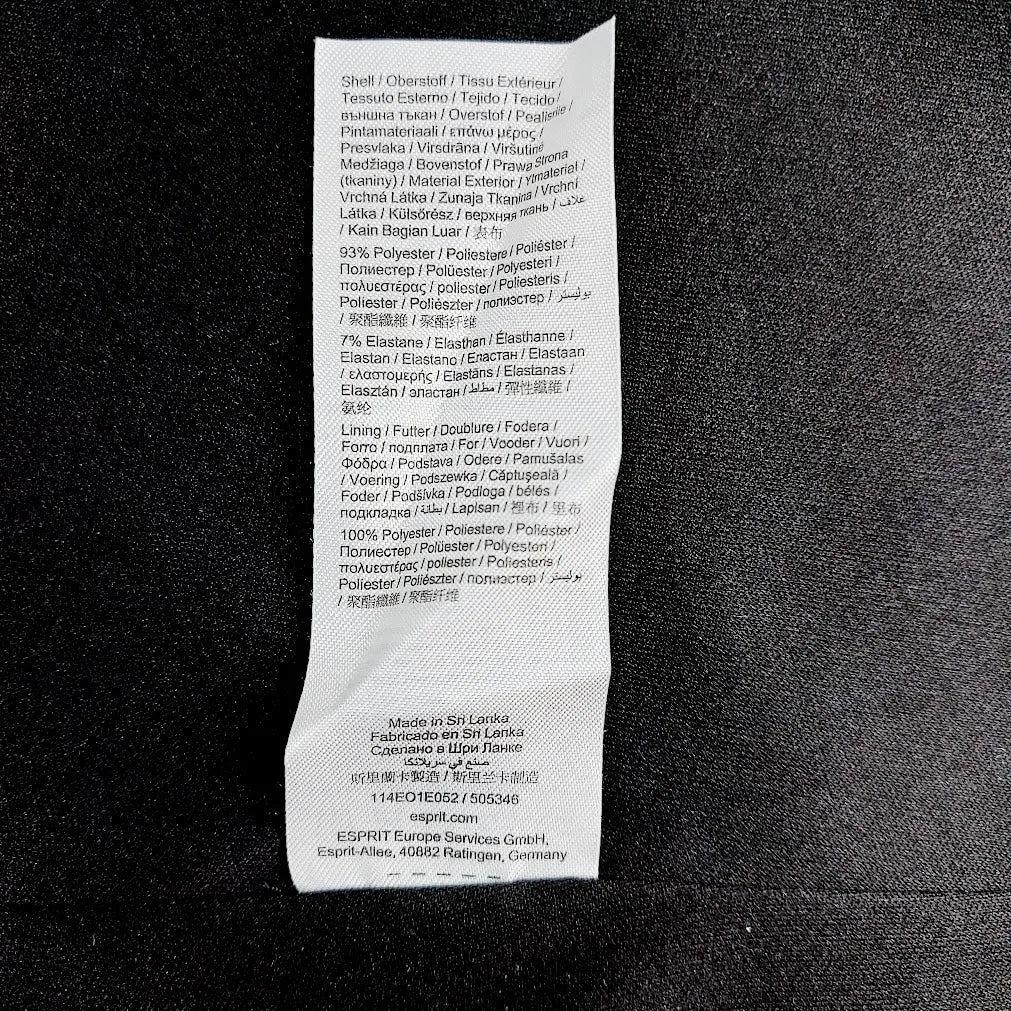 Shell / Oberstoff / Tissu Extérieur /
Tessuto Esterno / Tejido / Tecido /
външна тъкан / Overstof / Pealisriie /
Pintamateriaali / επάνω μέρος /
Presvlaka / Virsdrāna / Viršutinė
Medžiaga / Bovenstof / Prawa Strona
(tkaniny) / Material Exterior / Ytmaterial /
Vrchná Látka / Zunaja Tkanina / Vrchní
Látka / Külsőrész / верхняя ткань / غلاف
/ Kain Bagian Luar / 表布
93% Polyester / Poliestere / Poliéster /
Полиестер / Polüester / Polyesteri /
πολυεστέρας / poliester / Poliesteris /
Poliester / Poliészter / полиэстер / بوليستر
/ 聚酯纖維 / 聚酯纤维
7% Elastane / Elasthan / Élasthanne /
Elastan / Elastano / Еластан / Elastaan
/ ελαστομερής / Elastāns / Elastanas /
Elasztán / эластан / مطاط / 彈性纖維 /
氨纶
Lining / Futter / Doublure / Fodera /
Forro / подплата / For / Vooder / Vuori /
Φόδρα / Podstava / Odere / Pamušalas
/ Voering / Podszewka / Căptuşeală /
Foder / Podšívka / Podloga / bélés /
подкладка / بطانة / Lapisan / 裡布 / 里布
100% Polyester / Poliestere / Poliéster /
Полиестер / Polüester / Polyesteri /
πολυεστέρας / poliester / Poliesteris /
Poliester / Poliészter / полиэстер / بوليستر
/ 聚酯纖維 / 聚酯纤维
Made in Sri Lanka
Fabricado en Sri Lanka
Сделано в Шри Ланке
صنع في سريلانكا
斯里蘭卡製造 / 斯里兰卡制造
114EO1E052 / 505346
esprit.com
ESPRIT Europe Services GmbH,
Esprit-Allee, 40882 Ratingen, Germany